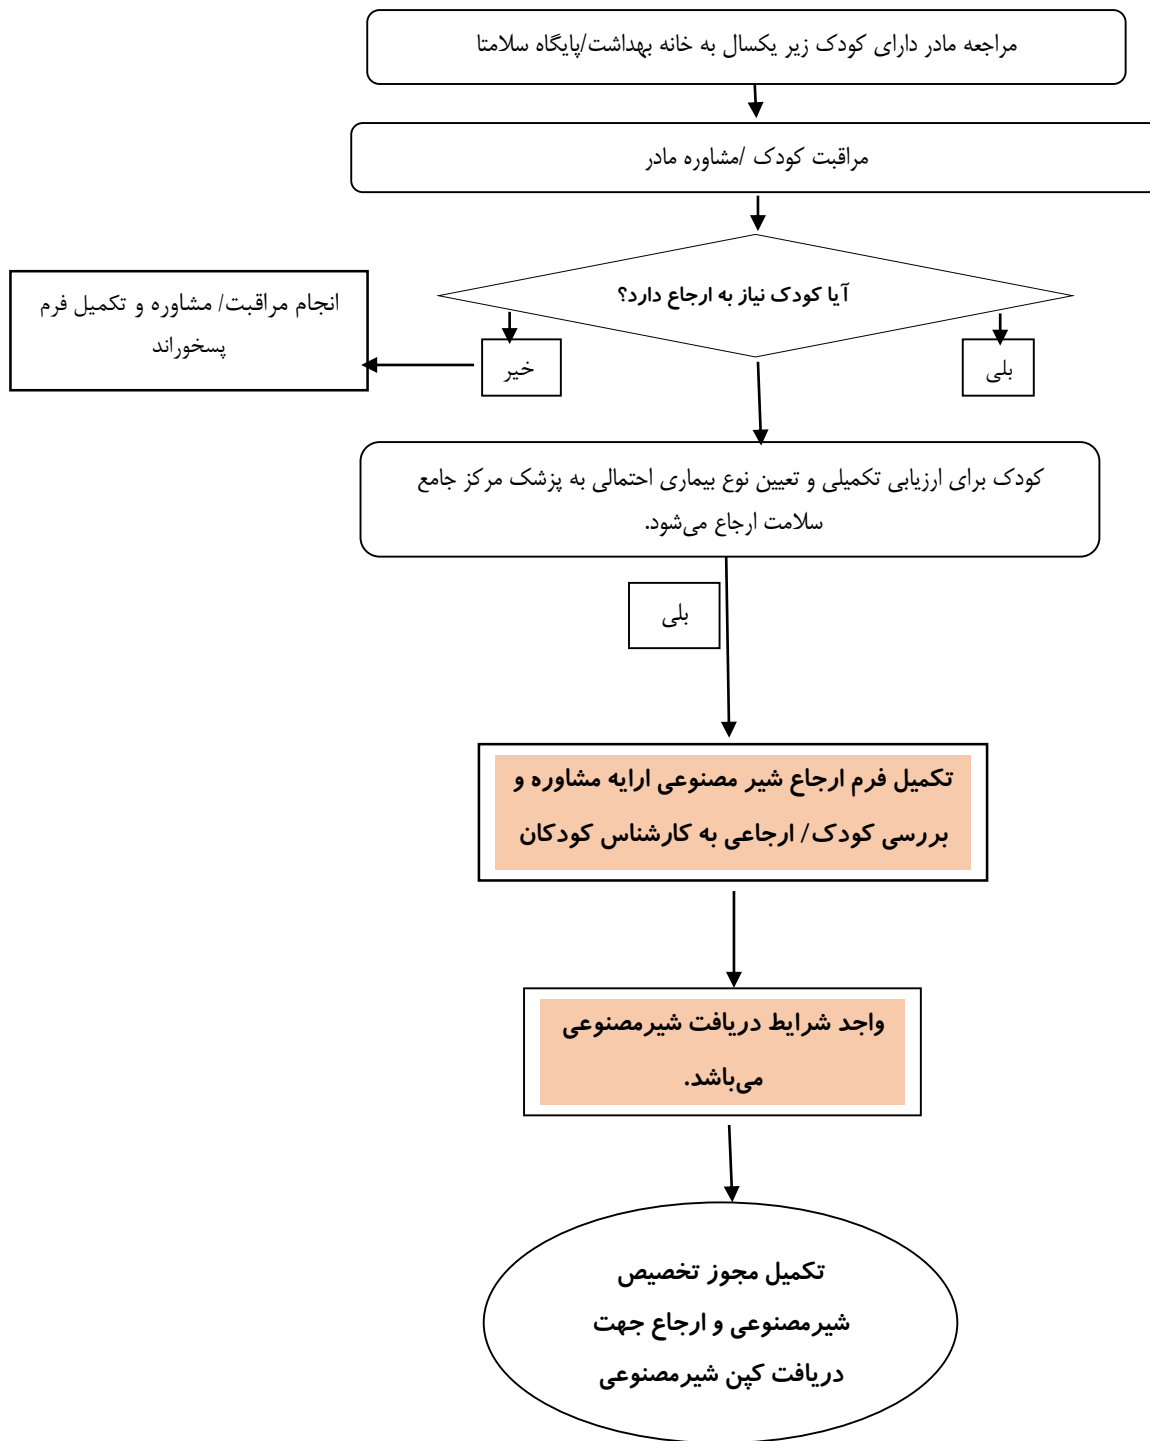 مراجعه مادر دارای کودک زیر یکسال به خانه بهداشت/پایگاه سلامتا
مراقبت کودک /مشاوره مادر
آیا کودک نیاز به ارجاع دارد؟
بلی
خیر
انجام مراقبت/ مشاوره و تکمیل فرم
پسخوراند
کودک برای ارزیابی تکمیلی و تعیین نوع بیماری احتمالی به پزشک مرکز جامع
سلامت ارجاع می‌شود.
بلی
تکمیل فرم ارجاع شیر مصنوعی ارایه مشاوره و
بررسی کودک/ ارجاعی به کارشناس کودکان
واجد شرایط دریافت شیرمصنوعی
می‌باشد.
تکمیل مجوز تخصیص
شیرمصنوعی و ارجاع جهت
دریافت کپن شیرمصنوعی